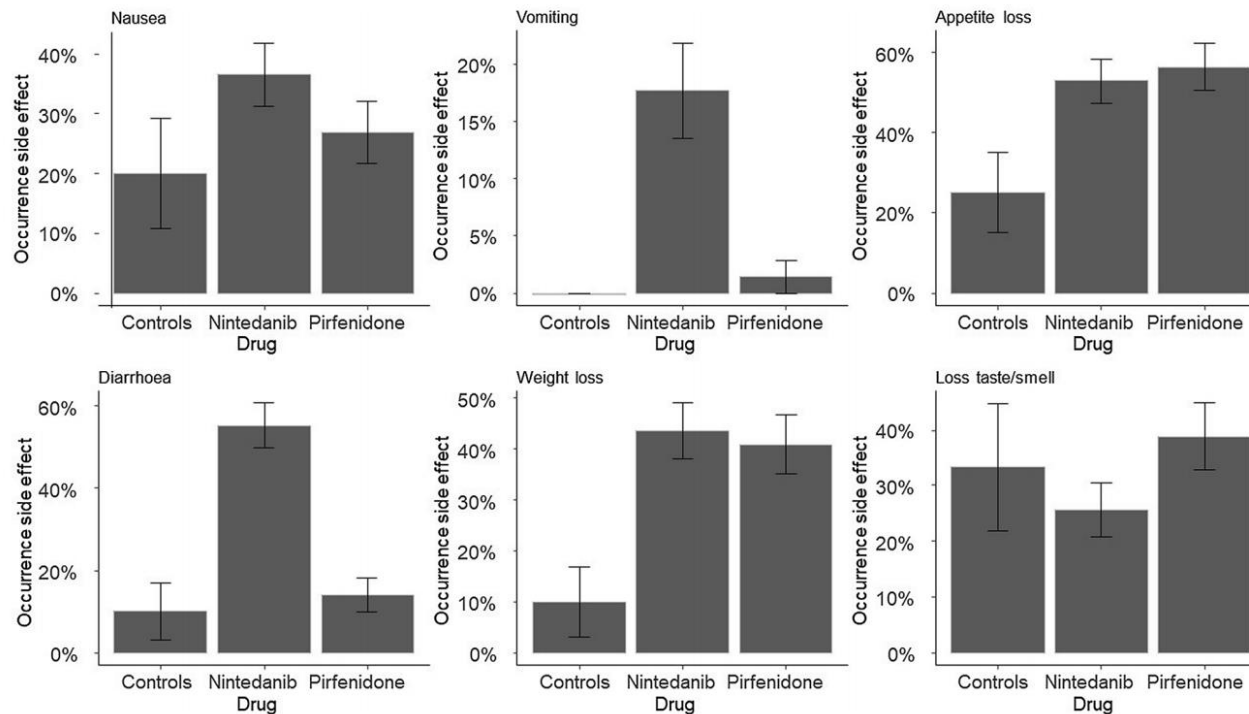 Nausea
Occurrence side effect
40%
30%
20%
10%
0%
Controls Nintedanib Pirfenidone
Drug
Vomiting
Occurrence side effect
20%
15%
10%
5%
0%
Controls Nintedanib Pirfenidone
Drug
Appetite loss
Occurrence side effect
60%
40%
20%
0%
Controls Nintedanib Pirfenidone
Drug
Diarrhoea
Occurrence side effect
60%
40%
20%
0%
Controls Nintedanib Pirfenidone
Drug
Weight loss
Occurrence side effect
50%
40%
30%
20%
10%
0%
Controls Nintedanib Pirfenidone
Drug
Loss taste/smell
Occurrence side effect
40%
30%
20%
10%
0%
Controls Nintedanib Pirfenidone
Drug